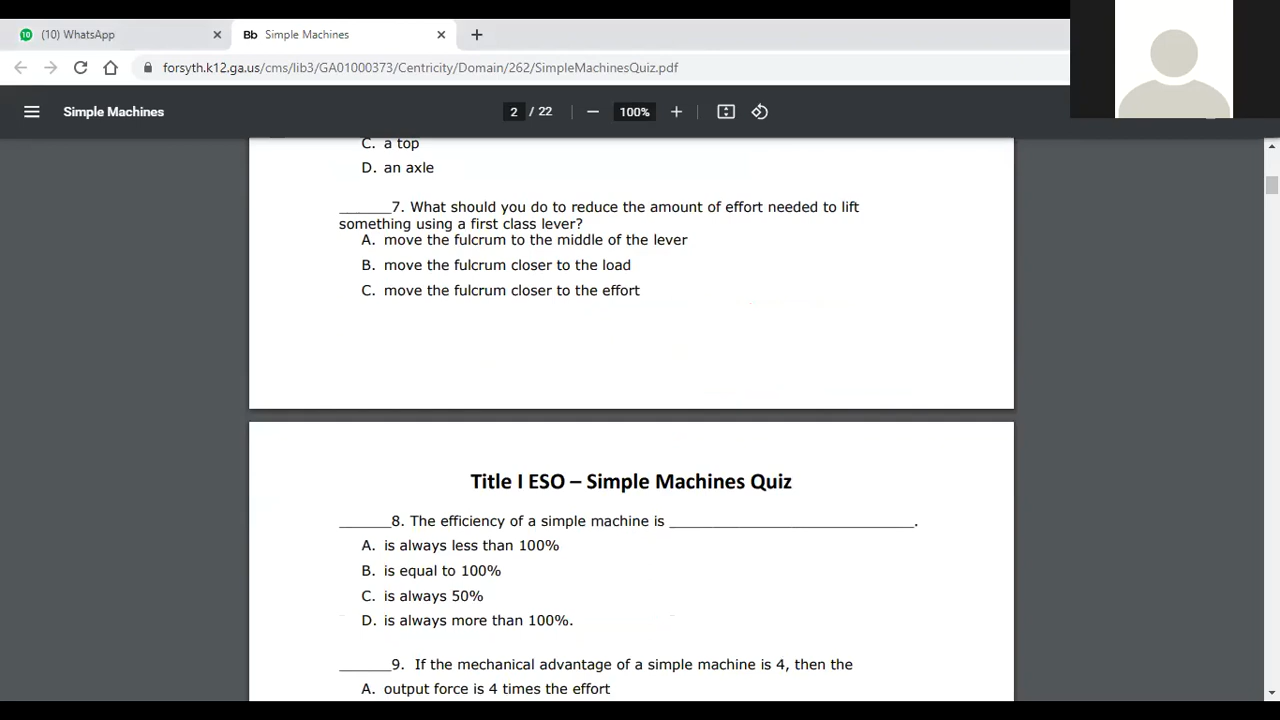 10 (10) WhatsApp
Bb Simple Machines
forsyth.k12.ga.us/cms/lib3/GA01000373/Centricity/Domain/262/SimpleMachinesQuiz.pdf
Simple Machines 2 / 22 100%
C. a top
D. an axle
______7. What should you do to reduce the amount of effort needed to lift
something using a first class lever?
A. move the fulcrum to the middle of the lever
B. move the fulcrum closer to the load
C. move the fulcrum closer to the effort
Title I ESO – Simple Machines Quiz
______8. The efficiency of a simple machine is ____________________________.
A. is always less than 100%
B. is equal to 100%
C. is always 50%
D. is always more than 100%.
______9. If the mechanical advantage of a simple machine is 4, then the
A. output force is 4 times the effort